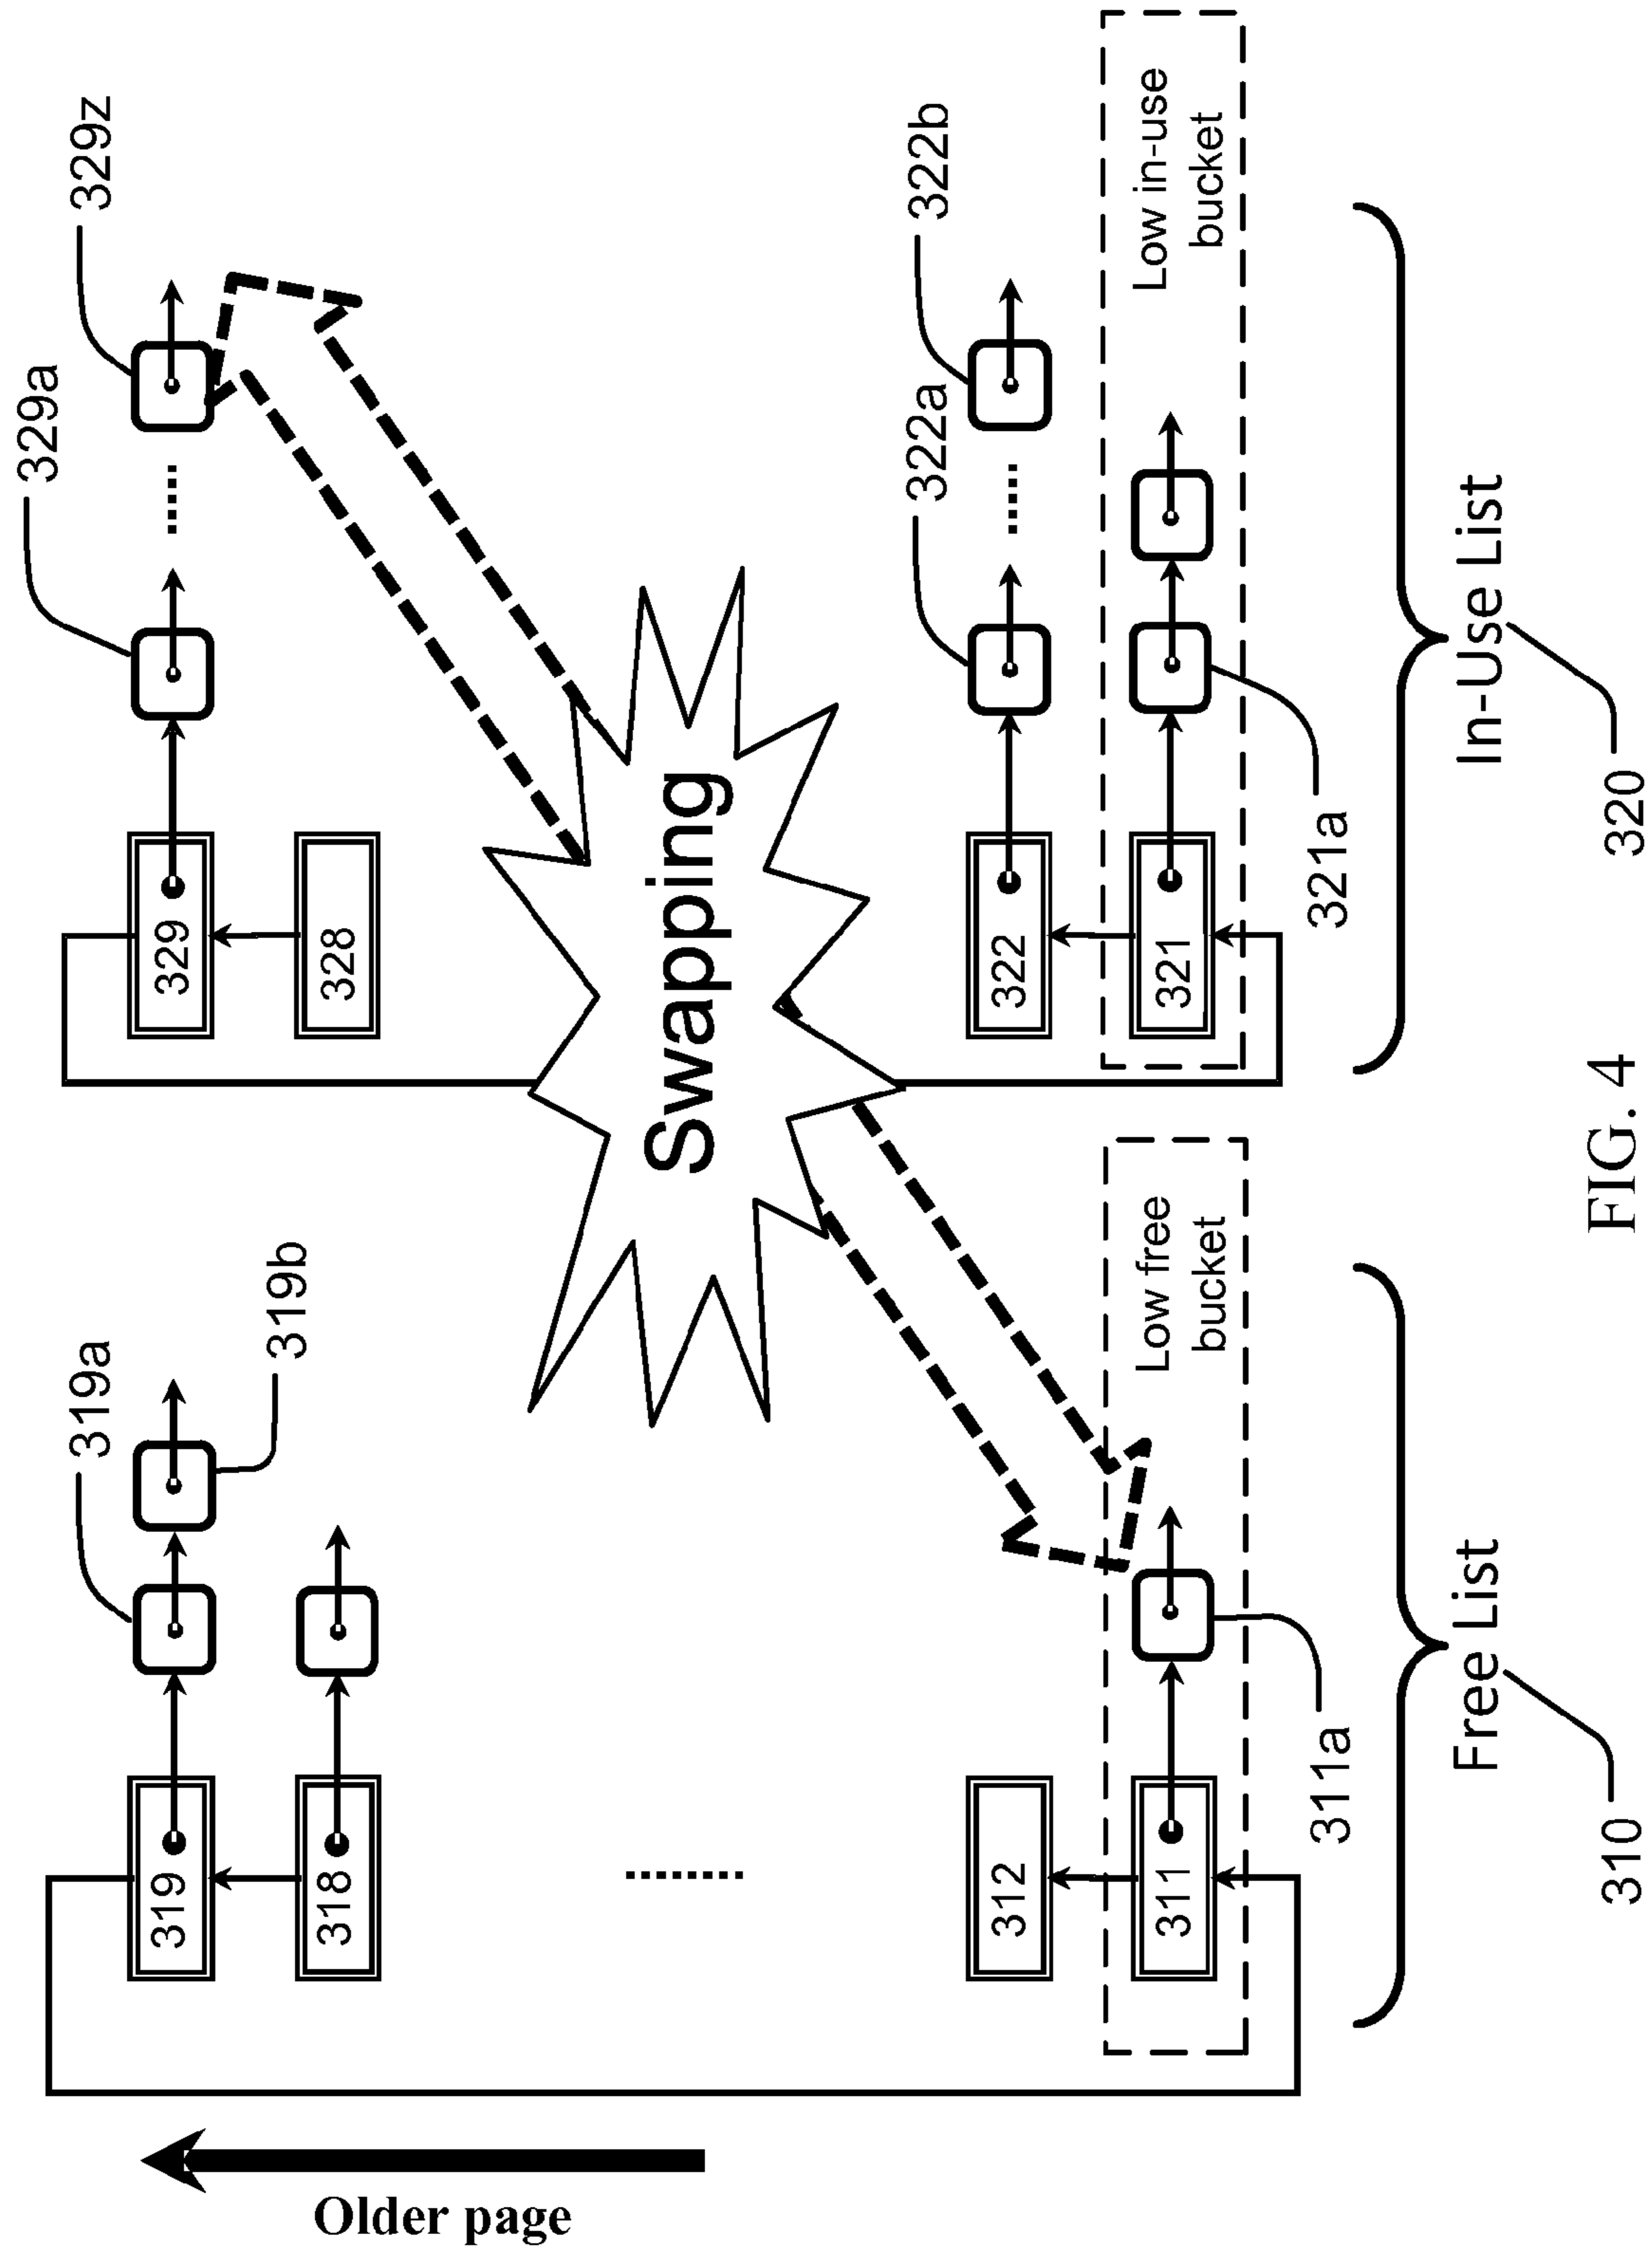 329z
329a
329
328
322b
322a
322
Low in-use
bucket
321
321a
In-Use List
320
Swapping
319b
319a
319
318
312
Low free
bucket
311
311a
Free List
310
Older page
FIG. 4